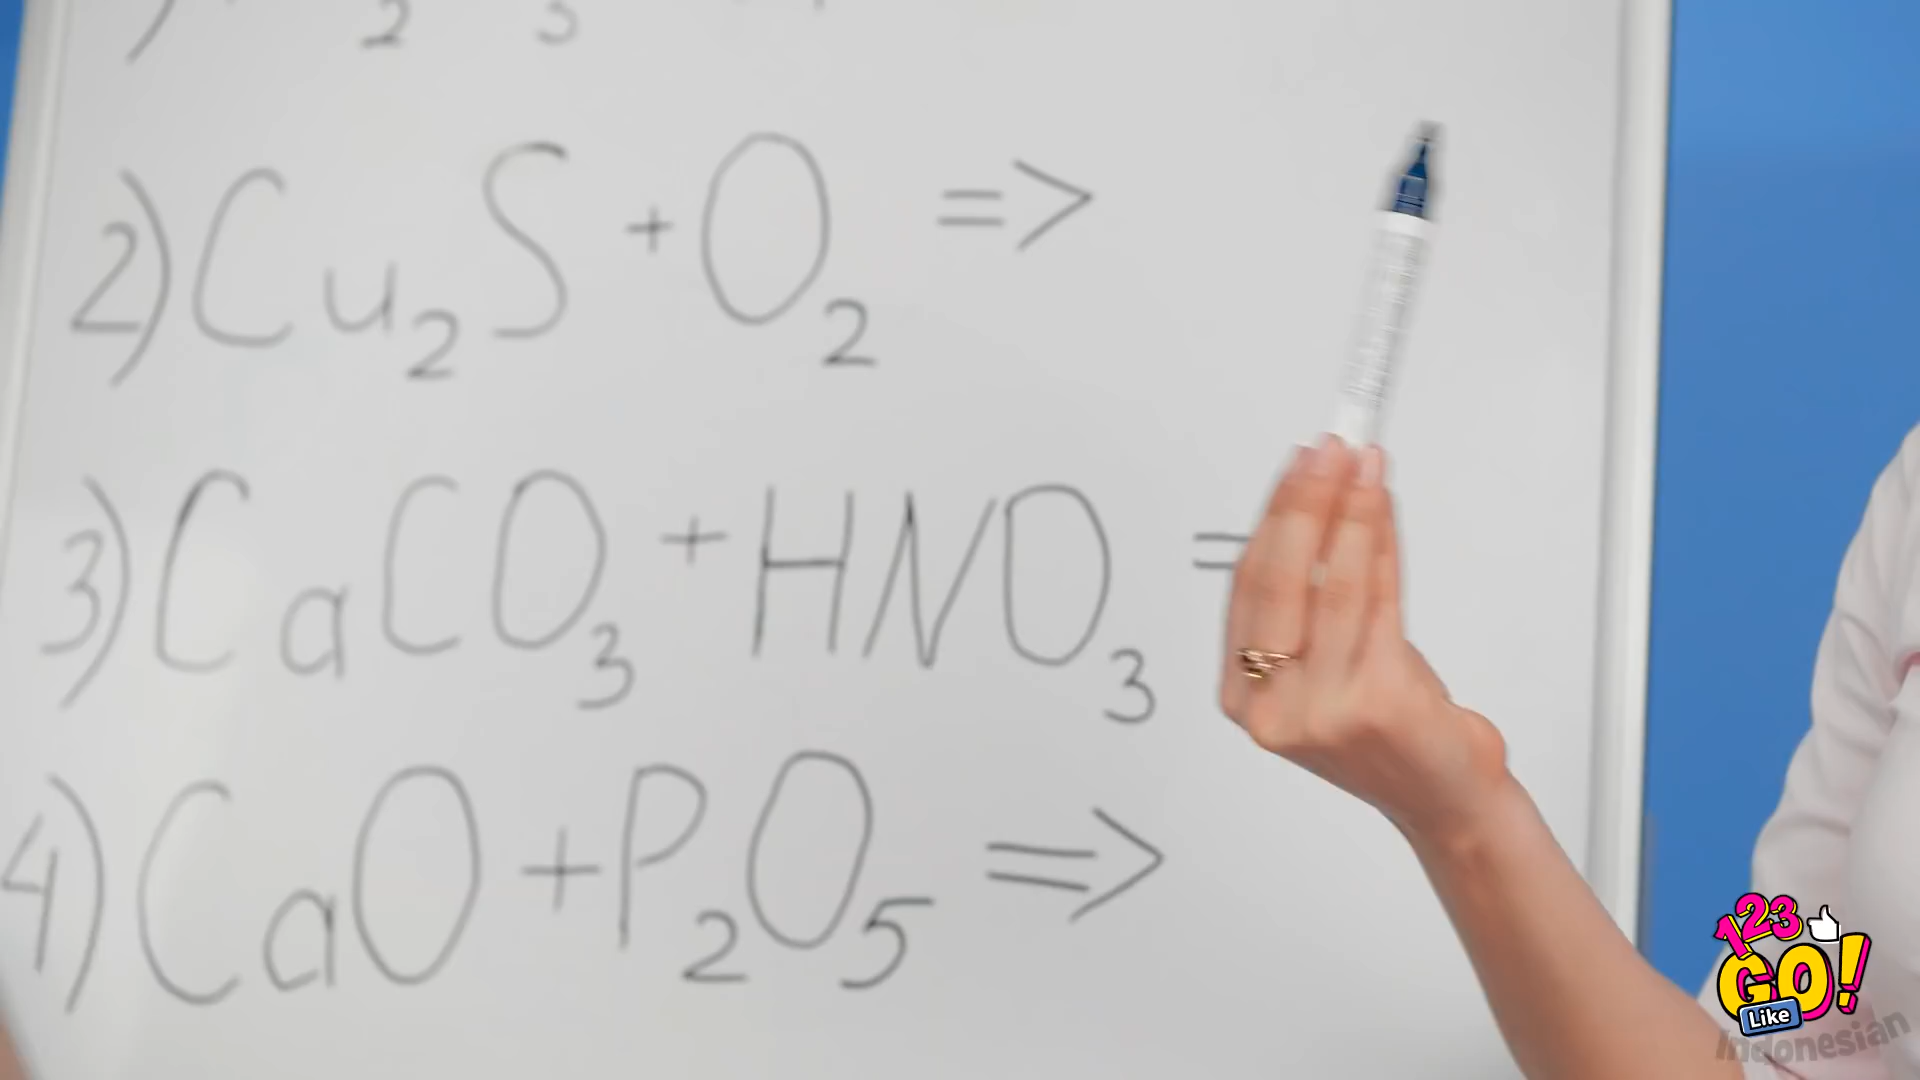 2) Cu₂S + O₂ =>
3) CaCO₃ + HNO₃ =
4) CaO + P₂O₅ =>
123
GO!
Like
Indonesian